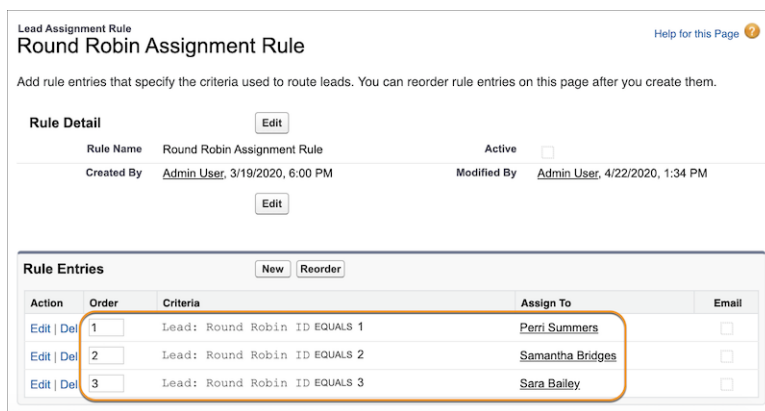 Lead Assignment Rule
Round Robin Assignment Rule
Help for this Page ?
Add rule entries that specify the criteria used to route leads. You can reorder rule entries on this page after you create them.
Rule Detail Edit
Rule Name Round Robin Assignment Rule Active
Created By Admin User, 3/19/2020, 6:00 PM Modified By Admin User, 4/22/2020, 1:34 PM
Edit
Rule Entries New Reorder
Action Order Criteria Assign To Email
Edit | Del 1 Lead: Round Robin ID EQUALS 1 Perri Summers
Edit | Del 2 Lead: Round Robin ID EQUALS 2 Samantha Bridges
Edit | Del 3 Lead: Round Robin ID EQUALS 3 Sara Bailey